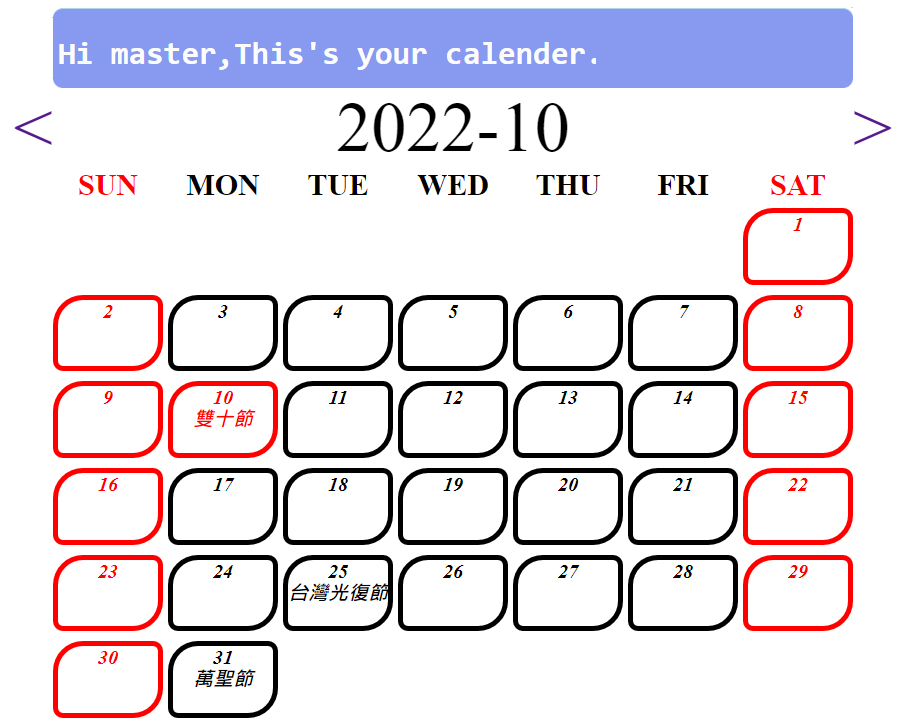 Hi master,This's your calender.
< 2022-10 >
SUN MON TUE WED THU FRI SAT
1
2 3 4 5 6 7 8
9 10 11 12 13 14 15
雙十節
16 17 18 19 20 21 22
23 24 25 26 27 28 29
台灣光復節
30 31
萬聖節